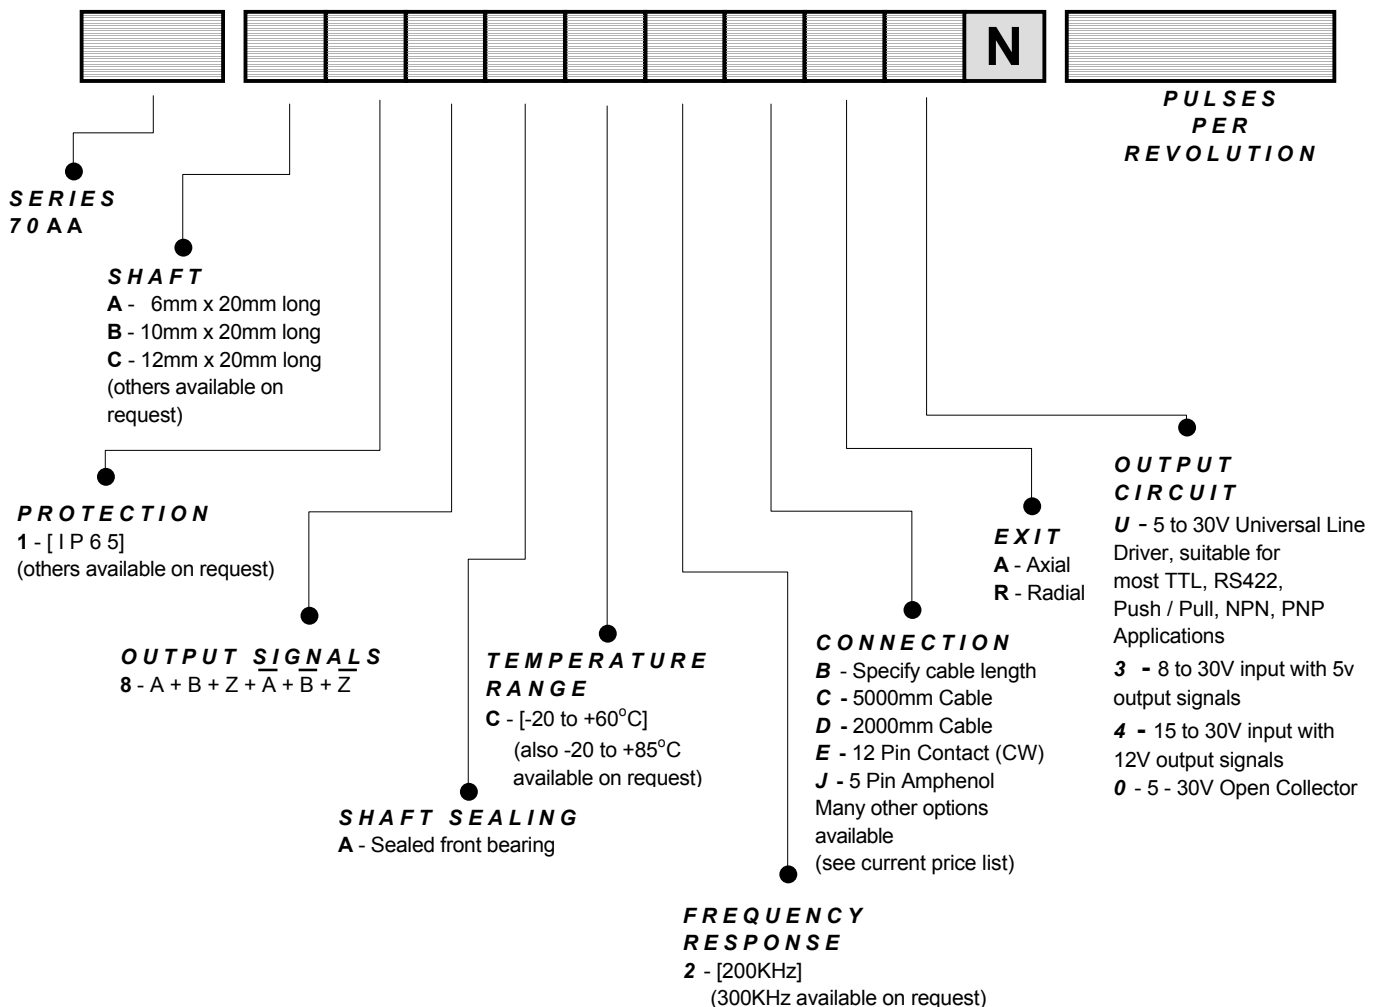 N
PULSES
PER
REVOLUTION
SERIES
70 AA
SHAFT
A - 6mm x 20mm long
B - 10mm x 20mm long
C - 12mm x 20mm long
(others available on
request)
PROTECTION
1 - [ I P 6 5]
(others available on request)
OUTPUT SIGNALS
8 - A + B + Z + A̅ + B̅ + Z̅
SHAFT SEALING
A - Sealed front bearing
TEMPERATURE
RANGE
C - [-20 to +60°C]
(also -20 to +85°C
available on request)
FREQUENCY
RESPONSE
2 - [200KHz]
(300KHz available on request)
CONNECTION
B - Specify cable length
C - 5000mm Cable
D - 2000mm Cable
E - 12 Pin Contact (CW)
J - 5 Pin Amphenol
Many other options
available
(see current price list)
EXIT
A - Axial
R - Radial
OUTPUT
CIRCUIT
U - 5 to 30V Universal Line
Driver, suitable for
most TTL, RS422,
Push / Pull, NPN, PNP
Applications
3 - 8 to 30V input with 5v
output signals
4 - 15 to 30V input with
12V output signals
0 - 5 - 30V Open Collector